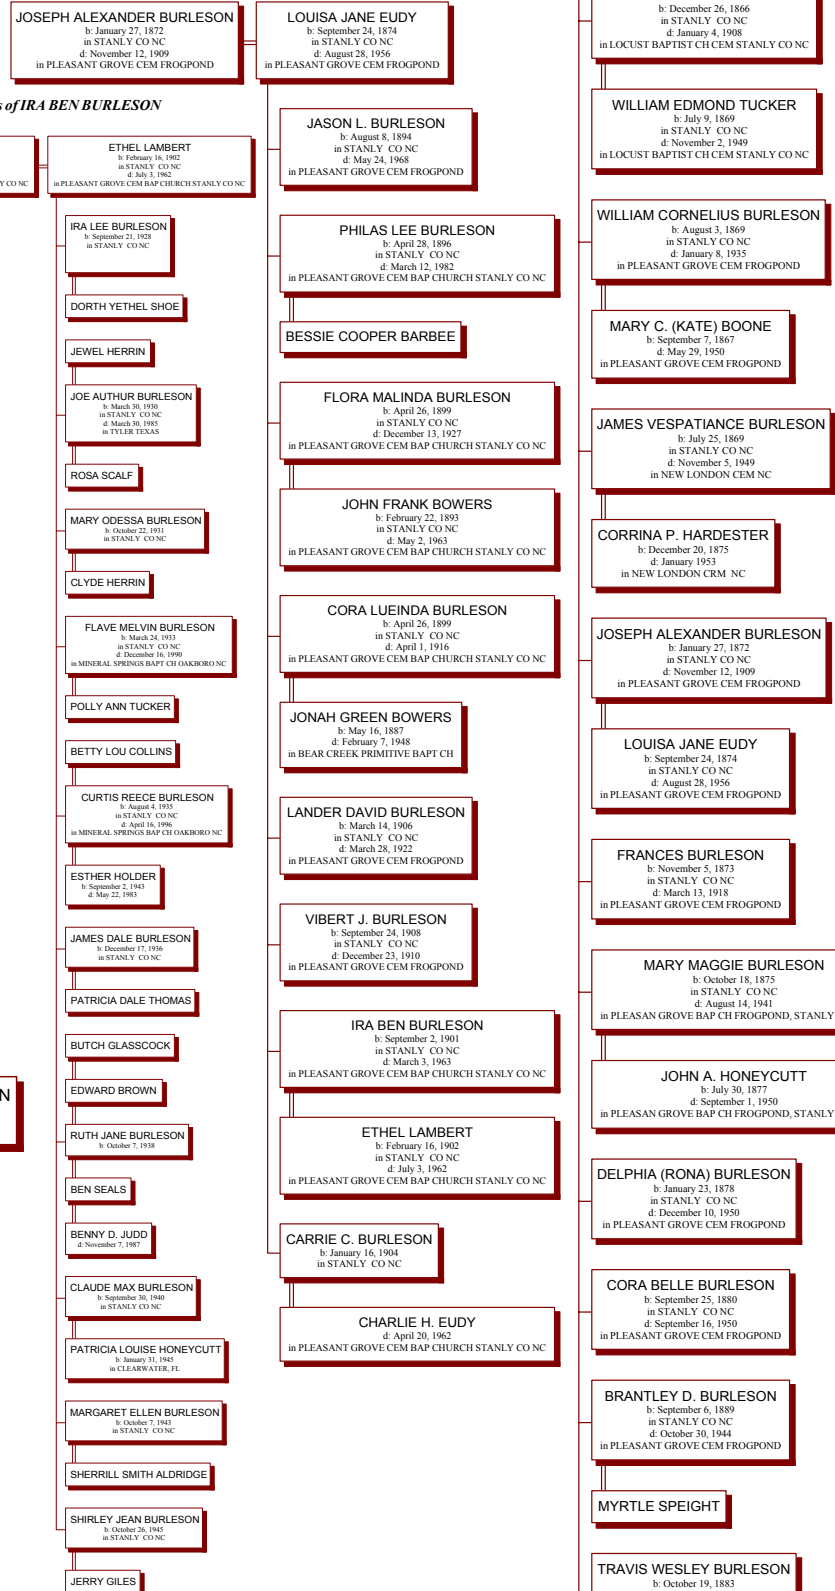 JOSEPH ALEXANDER BURLESON
b: January 27, 1872
in STANLY CO NC
d: November 12, 1909
in PLEASANT GROVE CEM FROGPOND
LOUISA JANE EUDY
b: September 24, 1874
in STANLY CO NC
d: August 28, 1956
in PLEASANT GROVE CEM FROGPOND
s of IRA BEN BURLESON
Y CO NC
ETHEL LAMBERT
b: February 16, 1902
in STANLY CO NC
d: July 3, 1962
in PLEASANT GROVE CEM BAP CHURCH STANLY CO NC
IRA LEE BURLESON
b: September 21, 1928
in STANLY CO NC
DORTH YETHEL SHOE
JEWEL HERRIN
JOE AUTHUR BURLESON
b: March 30, 1930
in STANLY CO NC
d: March 30, 1985
in TYLER TEXAS
ROSA SCALF
MARY ODESSA BURLESON
b: October 22, 1931
in STANLY CO NC
CLYDE HERRIN
FLAVE MELVIN BURLESON
b: March 24, 1933
in STANLY CO NC
d: December 16, 1990
in MINERAL SPRINGS BAPT CH OAKBORO NC
POLLY ANN TUCKER
BETTY LOU COLLINS
CURTIS REECE BURLESON
b: August 4, 1935
in STANLY CO NC
d: April 16, 1996
in MINERAL SPRINGS BAP CH OAKBORO NC
ESTHER HOLDER
b: September 2, 1943
d: May 22, 1983
JAMES DALE BURLESON
b: December 17, 1936
in STANLY CO NC
PATRICIA DALE THOMAS
BUTCH GLASSCOCK
N
EDWARD BROWN
RUTH JANE BURLESON
b: October 7, 1938
BEN SEALS
BENNY D. JUDD
d: November 7, 1987
CLAUDE MAX BURLESON
b: September 30, 1940
in STANLY CO NC
PATRICIA LOUISE HONEYCUTT
b: January 31, 1945
in CLEARWATER, FL
MARGARET ELLEN BURLESON
b: October 7, 1943
in STANLY CO NC
SHERRILL SMITH ALDRIDGE
SHIRLEY JEAN BURLESON
b: October 26, 1945
in STANLY CO NC
JERRY GILES
JASON L. BURLESON
b: August 8, 1894
in STANLY CO NC
d: May 24, 1968
in PLEASANT GROVE CEM FROGPOND
PHILAS LEE BURLESON
b: April 28, 1896
in STANLY CO NC
d: March 12, 1982
in PLEASANT GROVE CEM BAP CHURCH STANLY CO NC
BESSIE COOPER BARBEE
FLORA MALINDA BURLESON
b: April 26, 1899
in STANLY CO NC
d: December 13, 1927
in PLEASANT GROVE CEM BAP CHURCH STANLY CO NC
JOHN FRANK BOWERS
b: February 22, 1893
in STANLY CO NC
d: May 2, 1963
in PLEASANT GROVE CEM BAP CHURCH STANLY CO NC
CORA LUEINDA BURLESON
b: April 26, 1899
in STANLY CO NC
d: April 1, 1916
in PLEASANT GROVE CEM BAP CHURCH STANLY CO NC
JONAH GREEN BOWERS
b: May 16, 1887
d: February 7, 1948
in BEAR CREEK PRIMITIVE BAPT CH
LANDER DAVID BURLESON
b: March 14, 1906
in STANLY CO NC
d: March 28, 1922
in PLEASANT GROVE CEM FROGPOND
VIBERT J. BURLESON
b: September 24, 1908
in STANLY CO NC
d: December 23, 1910
in PLEASANT GROVE CEM FROGPOND
IRA BEN BURLESON
b: September 2, 1901
in STANLY CO NC
d: March 3, 1963
in PLEASANT GROVE CEM BAP CHURCH STANLY CO NC
ETHEL LAMBERT
b: February 16, 1902
in STANLY CO NC
d: July 3, 1962
in PLEASANT GROVE CEM BAP CHURCH STANLY CO NC
CARRIE C. BURLESON
b: January 16, 1904
in STANLY CO NC
CHARLIE H. EUDY
d: April 20, 1962
in PLEASANT GROVE CEM BAP CHURCH STANLY CO NC
b: December 26, 1866
in STANLY CO NC
d: January 4, 1908
in LOCUST BAPTIST CH CEM STANLY CO NC
WILLIAM EDMOND TUCKER
b: July 9, 1869
in STANLY CO NC
d: November 2, 1949
in LOCUST BAPTIST CH CEM STANLY CO NC
WILLIAM CORNELIUS BURLESON
b: August 3, 1869
in STANLY CO NC
d: January 8, 1935
in PLEASANT GROVE CEM FROGPOND
MARY C. (KATE) BOONE
b: September 7, 1867
d: May 29, 1950
in PLEASANT GROVE CEM FROGPOND
JAMES VESPATIANCE BURLESON
b: July 25, 1869
in STANLY CO NC
d: November 5, 1949
in NEW LONDON CEM NC
CORRINA P. HARDESTER
b: December 20, 1875
d: January 1953
in NEW LONDON CRM NC
JOSEPH ALEXANDER BURLESON
b: January 27, 1872
in STANLY CO NC
d: November 12, 1909
in PLEASANT GROVE CEM FROGPOND
LOUISA JANE EUDY
b: September 24, 1874
in STANLY CO NC
d: August 28, 1956
in PLEASANT GROVE CEM FROGPOND
FRANCES BURLESON
b: November 5, 1873
in STANLY CO NC
d: March 13, 1918
in PLEASANT GROVE CEM FROGPOND
MARY MAGGIE BURLESON
b: October 18, 1875
in STANLY CO NC
d: August 14, 1941
in PLEASAN GROVE BAP CH FROGPOND, STANLY
JOHN A. HONEYCUTT
b: July 30, 1877
d: September 1, 1950
in PLEASAN GROVE BAP CH FROGPOND, STANLY
DELPHIA (RONA) BURLESON
b: January 23, 1878
in STANLY CO NC
d: December 10, 1950
in PLEASANT GROVE CEM FROGPOND
CORA BELLE BURLESON
b: September 25, 1880
in STANLY CO NC
d: September 16, 1950
in PLEASANT GROVE CEM FROGPOND
BRANTLEY D. BURLESON
b: September 6, 1889
in STANLY CO NC
d: October 30, 1944
in PLEASANT GROVE CEM FROGPOND
MYRTLE SPEIGHT
TRAVIS WESLEY BURLESON
b: October 19, 1883